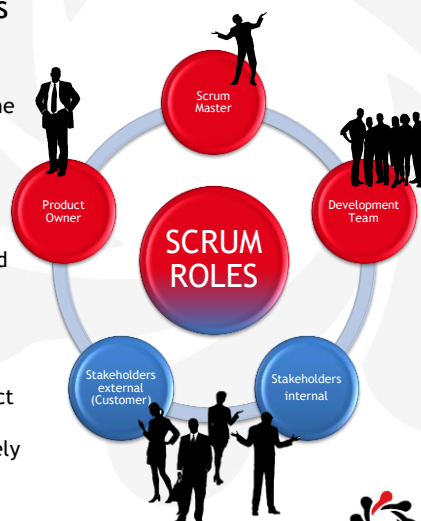 Scrum
Master
Product
Owner
Development
Team
SCRUM
ROLES
Stakeholders
external
(Customer)
Stakeholders
internal